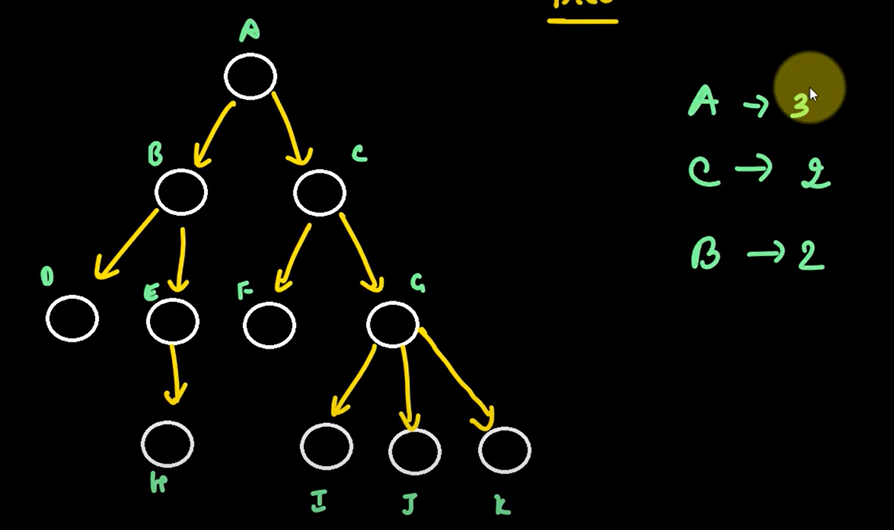 A
B C
D E F G
H I J K
A → 3
C → 2
B → 2